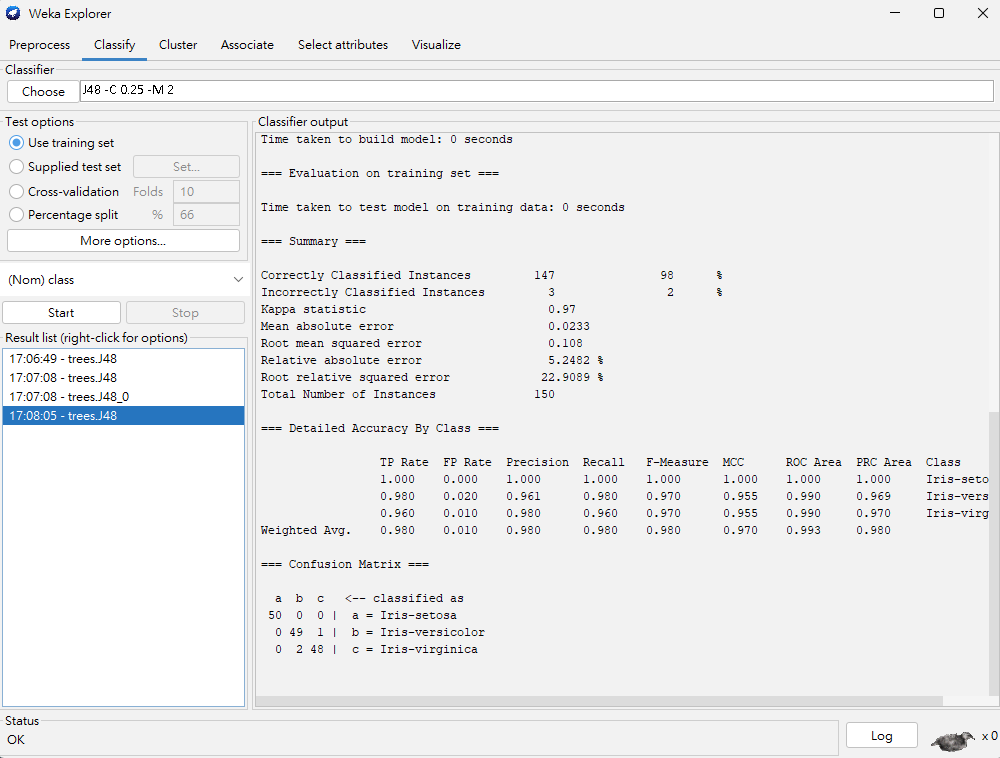 Weka Explorer
Preprocess Classify Cluster Associate Select attributes Visualize
Classifier
Choose J48 -C 0.25 -M 2
Test options
Use training set
Supplied test set Set...
Cross-validation Folds 10
Percentage split % 66
More options...
(Nom) class
Start Stop
Result list (right-click for options)
17:06:49 - trees.J48
17:07:08 - trees.J48
17:07:08 - trees.J48_0
17:08:05 - trees.J48
Classifier output
Time taken to build model: 0 seconds
=== Evaluation on training set ===
Time taken to test model on training data: 0 seconds
=== Summary ===
Correctly Classified Instances 147 98 %
Incorrectly Classified Instances 3 2 %
Kappa statistic 0.97
Mean absolute error 0.0233
Root mean squared error 0.108
Relative absolute error 5.2482 %
Root relative squared error 22.9089 %
Total Number of Instances 150
=== Detailed Accuracy By Class ===
TP Rate FP Rate Precision Recall F-Measure MCC ROC Area PRC Area Class
1.000 0.000 1.000 1.000 1.000 1.000 1.000 1.000 Iris-seto
0.980 0.020 0.961 0.980 0.970 0.955 0.990 0.969 Iris-vers
0.960 0.010 0.980 0.960 0.970 0.955 0.990 0.970 Iris-virg
Weighted Avg. 0.980 0.010 0.980 0.980 0.980 0.970 0.993 0.980
=== Confusion Matrix ===
a b c <-- classified as
50 0 0 | a = Iris-setosa
0 49 1 | b = Iris-versicolor
0 2 48 | c = Iris-virginica
Status
OK
Log x 0